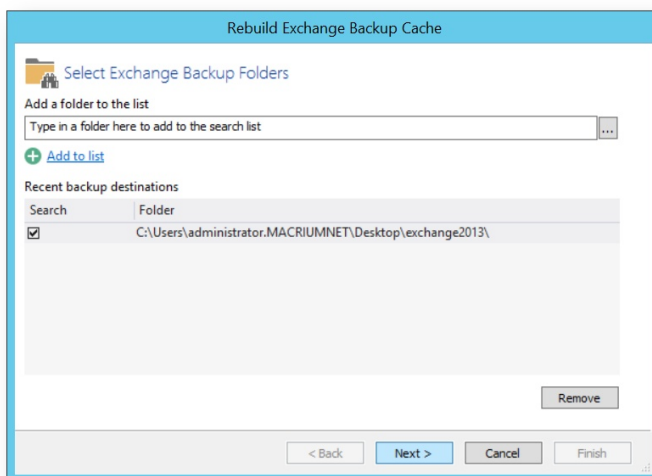 Rebuild Exchange Backup Cache
Select Exchange Backup Folders
Add a folder to the list
Type in a folder here to add to the search list
...
Add to list
Recent backup destinations
Search Folder
C:\Users\administrator.MACRIUMNET\Desktop\exchange2013\
Remove
< Back Next > Cancel Finish